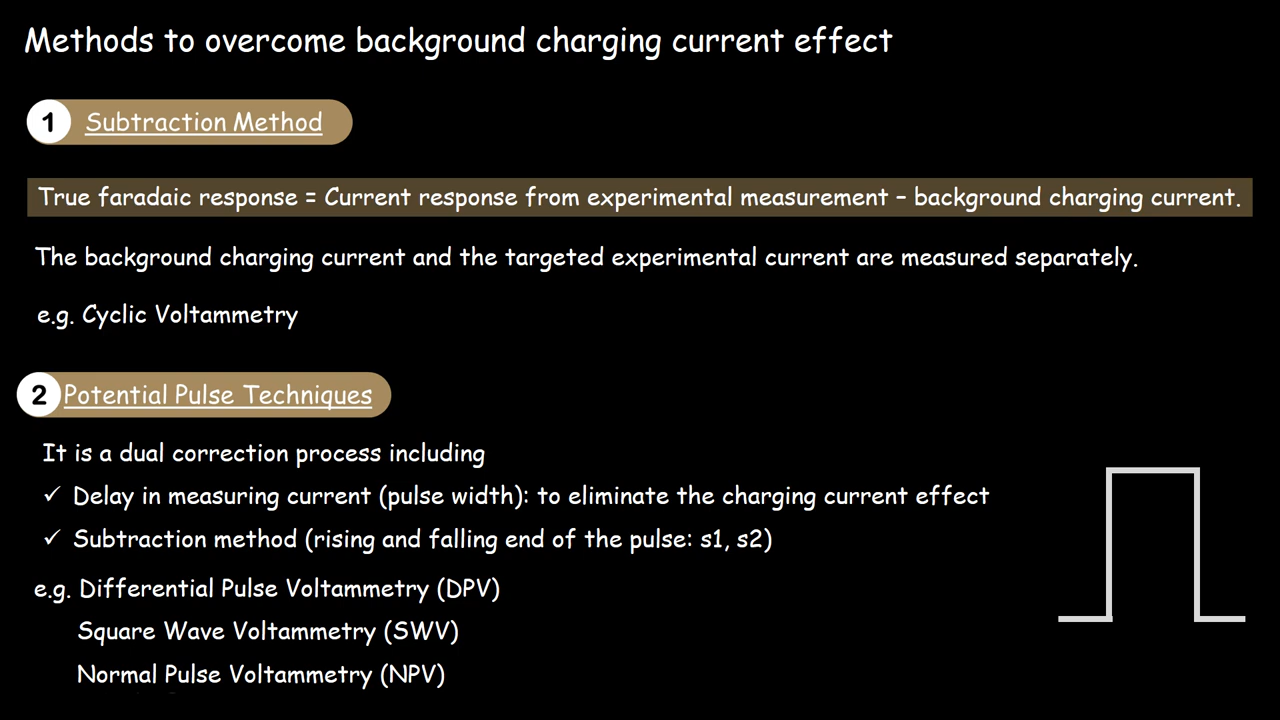 Methods to overcome background charging current effect
1 Subtraction Method
True faradaic response = Current response from experimental measurement – background charging current.
The background charging current and the targeted experimental current are measured separately.
e.g. Cyclic Voltammetry
2 Potential Pulse Techniques
It is a dual correction process including
✓ Delay in measuring current (pulse width): to eliminate the charging current effect
✓ Subtraction method (rising and falling end of the pulse: s1, s2)
e.g. Differential Pulse Voltammetry (DPV)
Square Wave Voltammetry (SWV)
Normal Pulse Voltammetry (NPV)